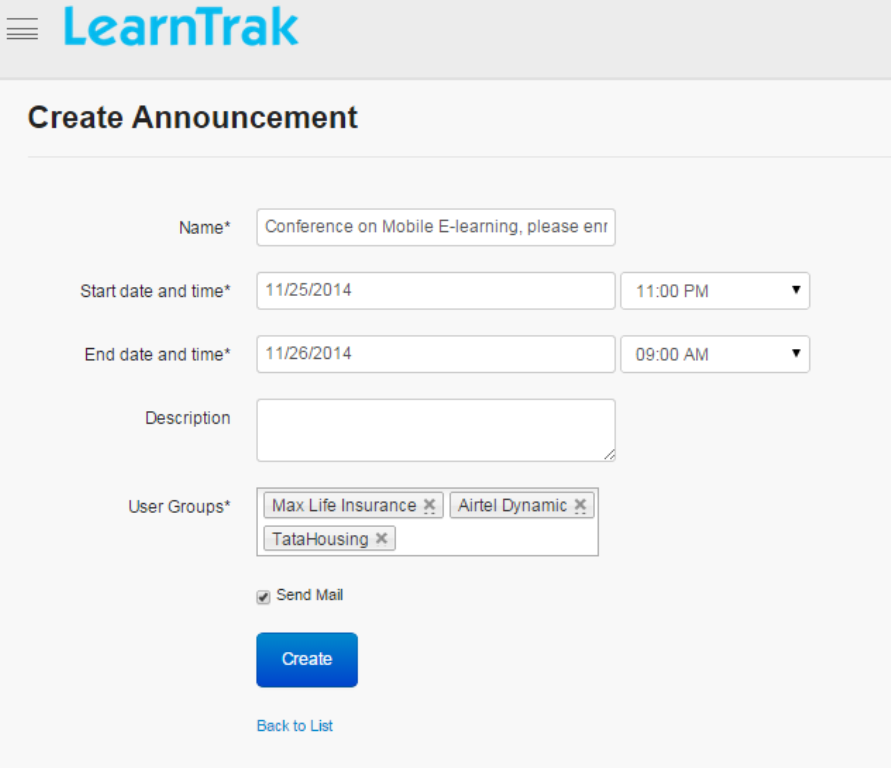 LearnTrak
Create Announcement
Name* Conference on Mobile E-learning, please enr
Start date and time* 11/25/2014 11:00 PM
End date and time* 11/26/2014 09:00 AM
Description
User Groups* Max Life Insurance Airtel Dynamic
TataHousing
Send Mail
Create
Back to List